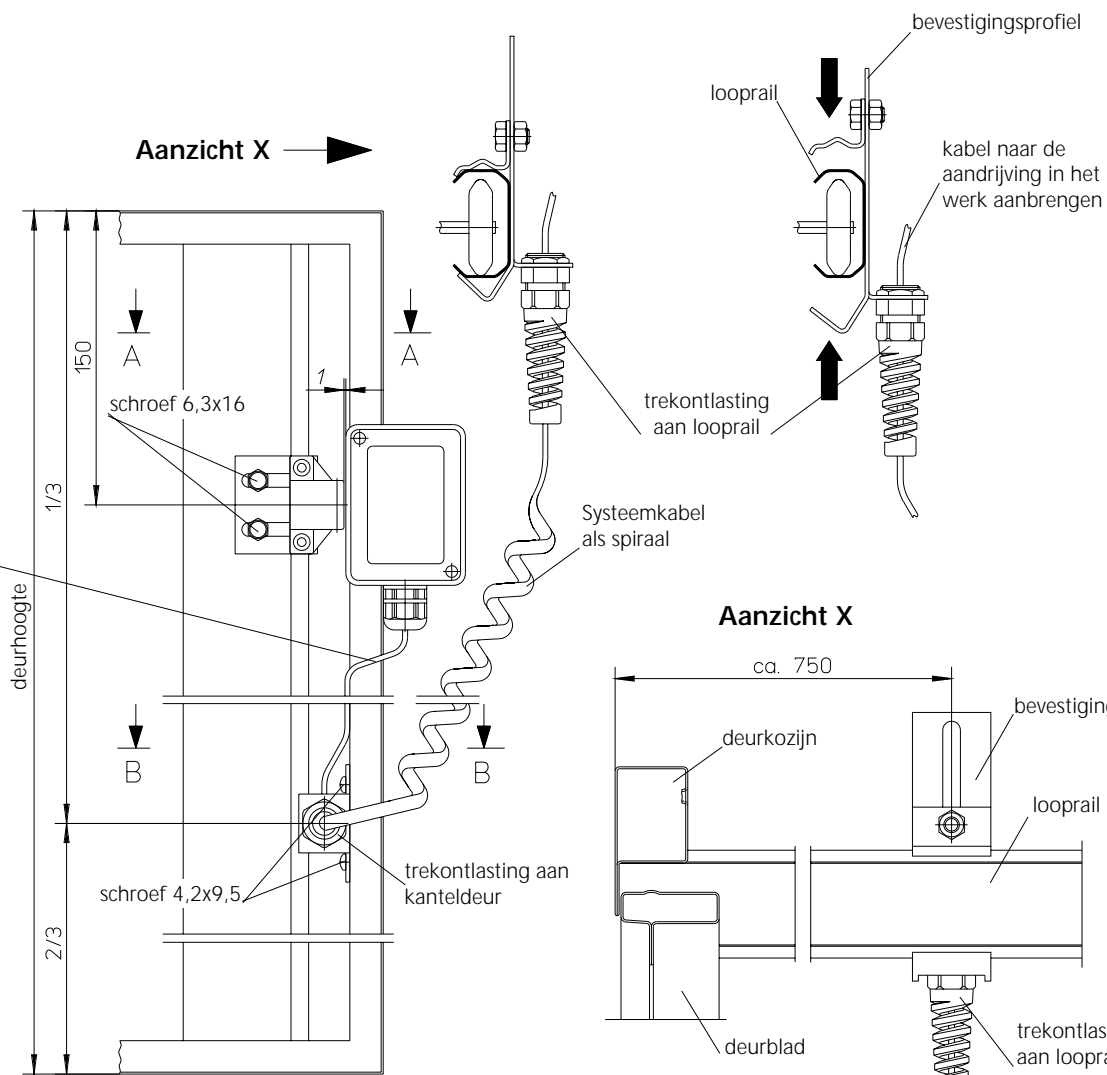 bevestigingsprofiel
looprail
Aanzicht X
kabel naar de
aandrijving in het
werk aanbrengen
A
A
150
1
schroef 6,3x16
trekontlasting
aan looprail
1/3
Systeemkabel
als spiraal
deurhoogte
Aanzicht X
ca. 750
B
B
deurkozijn
looprail
trekontlasting aan
kanteldeur
schroef 4,2x9,5
2/3
deurblad
aan